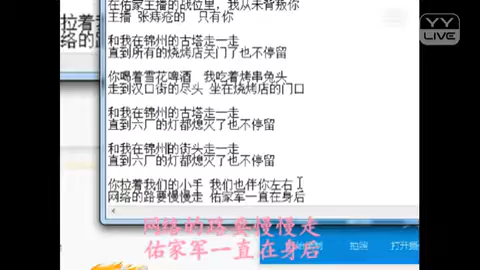 在佑家主播的战位里，我从未背叛你
主播 张痔疮的  只有你
和我在锦州的古塔走一走
直到所有的烧烤店关门了也不停留
你喝着雪花啤酒  我吃着烤串兔头
走到汉口街的尽头 坐在烧烤店的门口
和我在锦州的古塔走一走
直到六厂的灯都熄灭了也不停留
和我在锦州的街头走一走
直到六厂的灯都熄灭了也不停留
你拉着我们的小手 我们也伴你左右
网络的路要慢慢走 佑家军一直在身后
网络的路要慢慢走
佑家军一直在身后
立拉着我
网络的路
YY
LIVE
拍照
打开摄